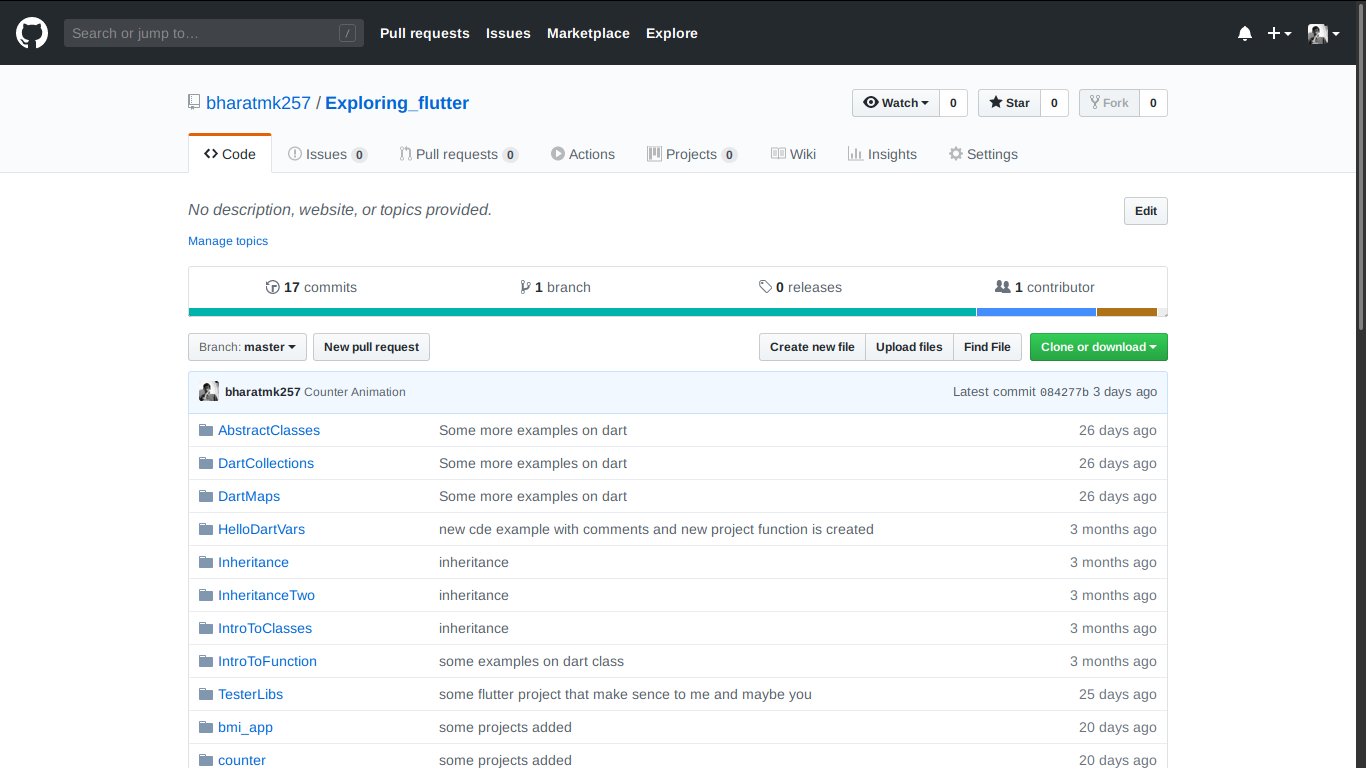 Search or jump to… /
Pull requests Issues Marketplace Explore
bharatmk257 / Exploring_flutter
Watch 0 Star 0 Fork 0
Code Issues 0 Pull requests 0 Actions Projects 0 Wiki Insights Settings
No description, website, or topics provided.
Edit
Manage topics
17 commits 1 branch 0 releases 1 contributor
Branch: master New pull request Create new file Upload files Find File Clone or download
bharatmk257 Counter Animation Latest commit 084277b 3 days ago
AbstractClasses Some more examples on dart 26 days ago
DartCollections Some more examples on dart 26 days ago
DartMaps Some more examples on dart 26 days ago
HelloDartVars new cde example with comments and new project function is created 3 months ago
Inheritance inheritance 3 months ago
InheritanceTwo inheritance 3 months ago
IntroToClasses inheritance 3 months ago
IntroToFunction some examples on dart class 3 months ago
TesterLibs some flutter project that make sence to me and maybe you 25 days ago
bmi_app some projects added 20 days ago
counter some projects added 20 days ago